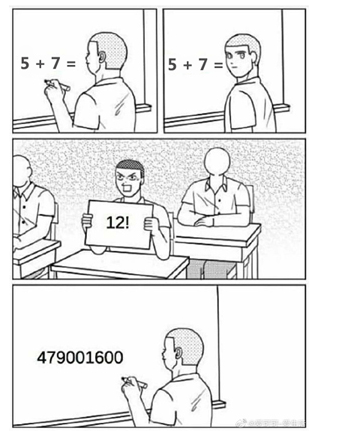 5 + 7 =
5 + 7 =
12!
479001600